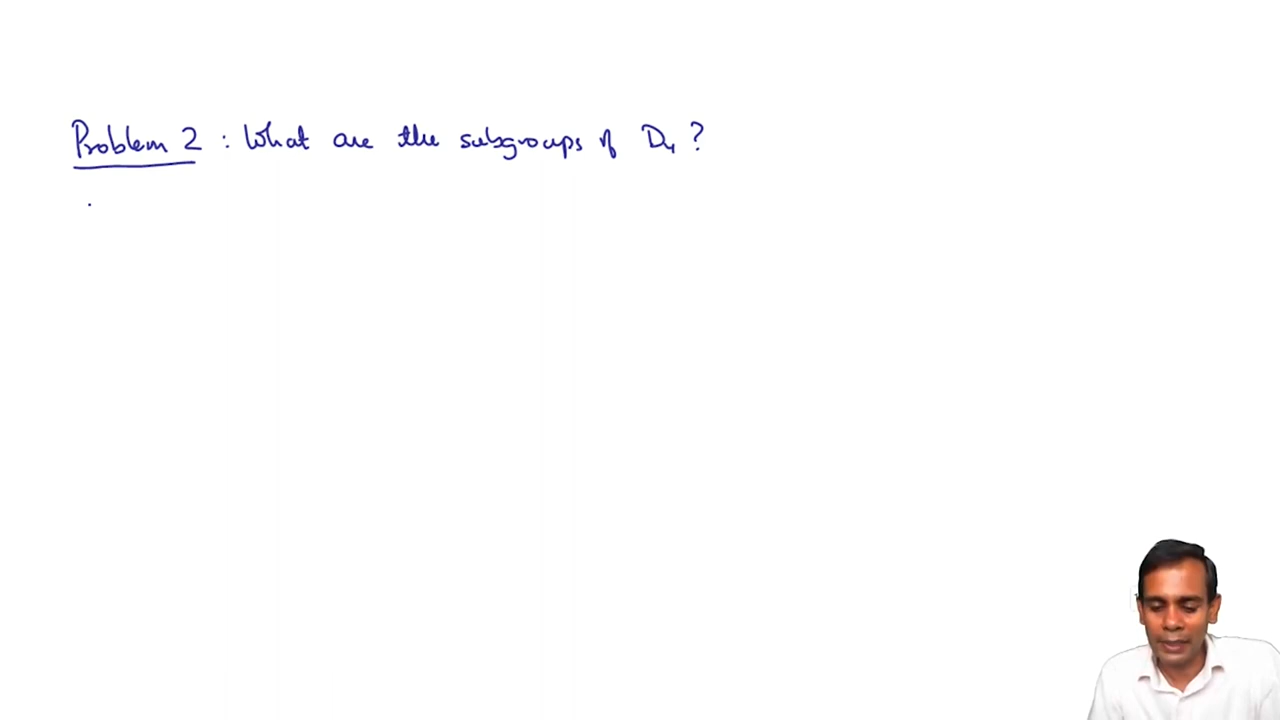 Problem 2 : What are the subgroups of D₄ ?